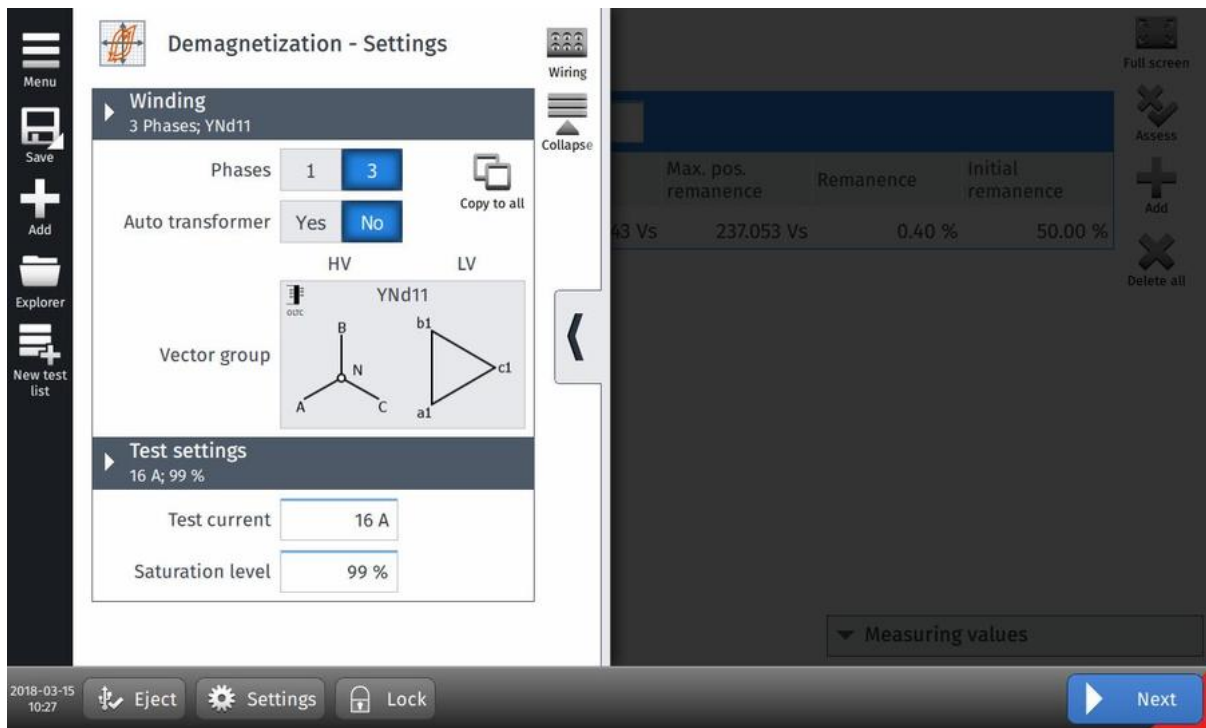 Menu
Save
Add
Explorer
New test
list
Demagnetization - Settings
Wiring
Collapse
Winding
3 Phases; YNd11
Phases
1
3
Copy to all
Auto transformer
Yes
No
HV
LV
OLTC
YNd11
Vector group
B
N
A
C
b1
c1
a1
Test settings
16 A; 99 %
Test current
16 A
Saturation level
99 %
Max. pos.
remanence
Remanence
Initial
remanence
43 Vs
237.053 Vs
0.40 %
50.00 %
Full screen
Assess
Add
Delete all
Measuring values
2018-03-15
10:27
Eject
Settings
Lock
Next